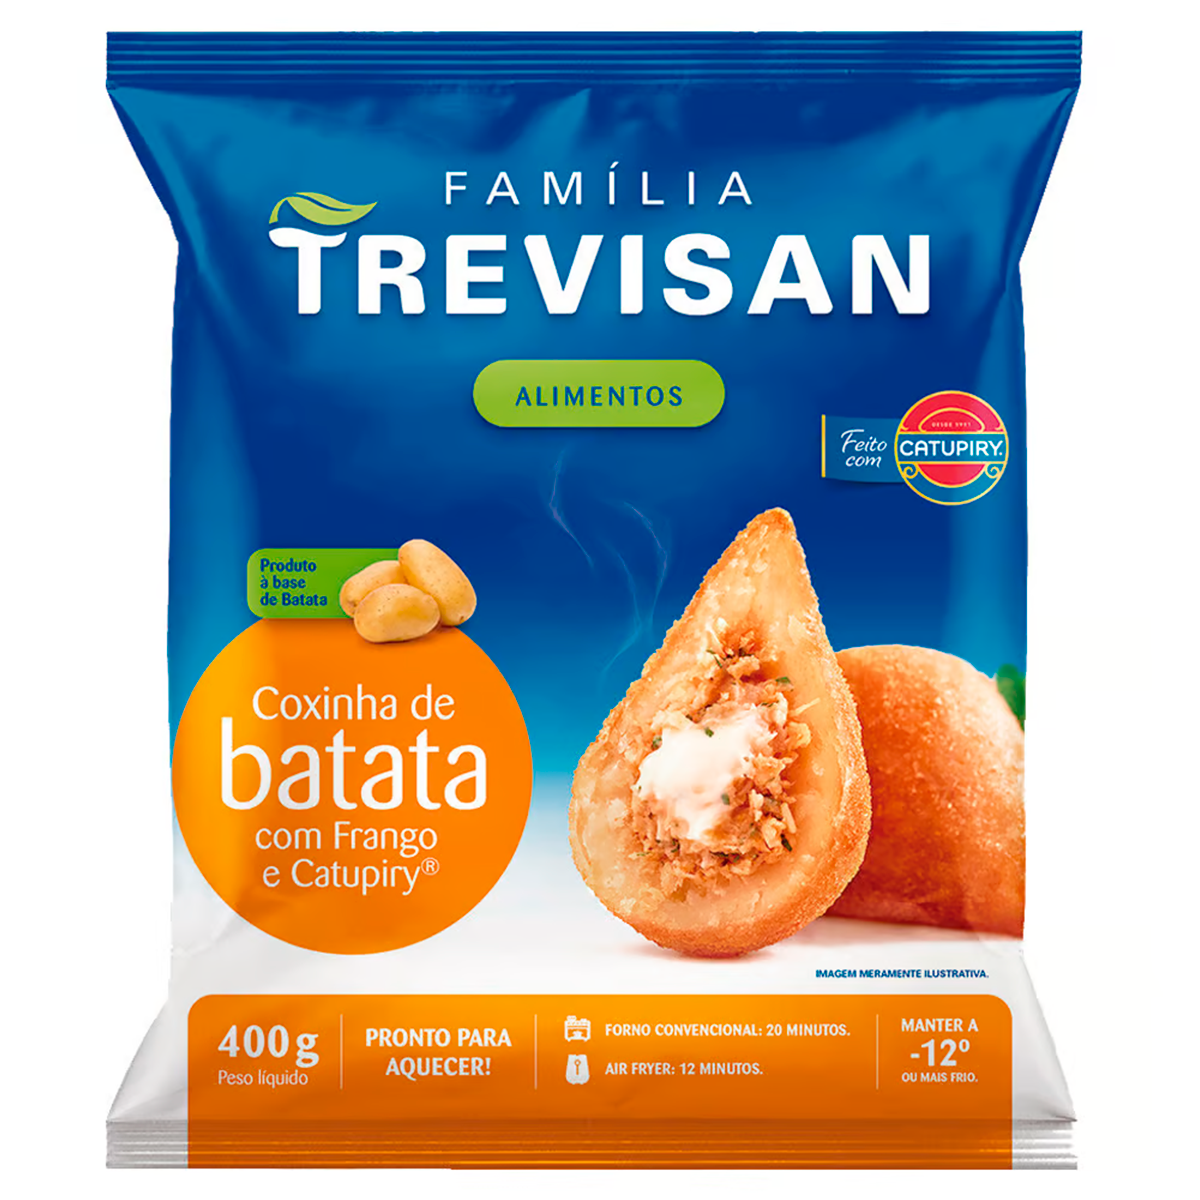 FAMÍLIA
TREVISAN
ALIMENTOS
Feito
com
DESDE 1911
CATUPIRY.
Produto
à base
de Batata
Coxinha de
batata
com Frango
e Catupiry®
IMAGEM MERAMENTE ILUSTRATIVA.
400g
Peso líquido
PRONTO PARA
AQUECER!
FORNO CONVENCIONAL: 20 MINUTOS.
AIR FRYER: 12 MINUTOS.
MANTER A
-12º
OU MAIS FRIO.